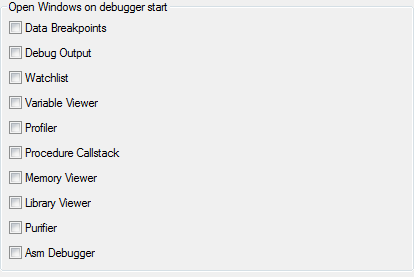 Open Windows on debugger start
Data Breakpoints
Debug Output
Watchlist
Variable Viewer
Profiler
Procedure Callstack
Memory Viewer
Library Viewer
Purifier
Asm Debugger